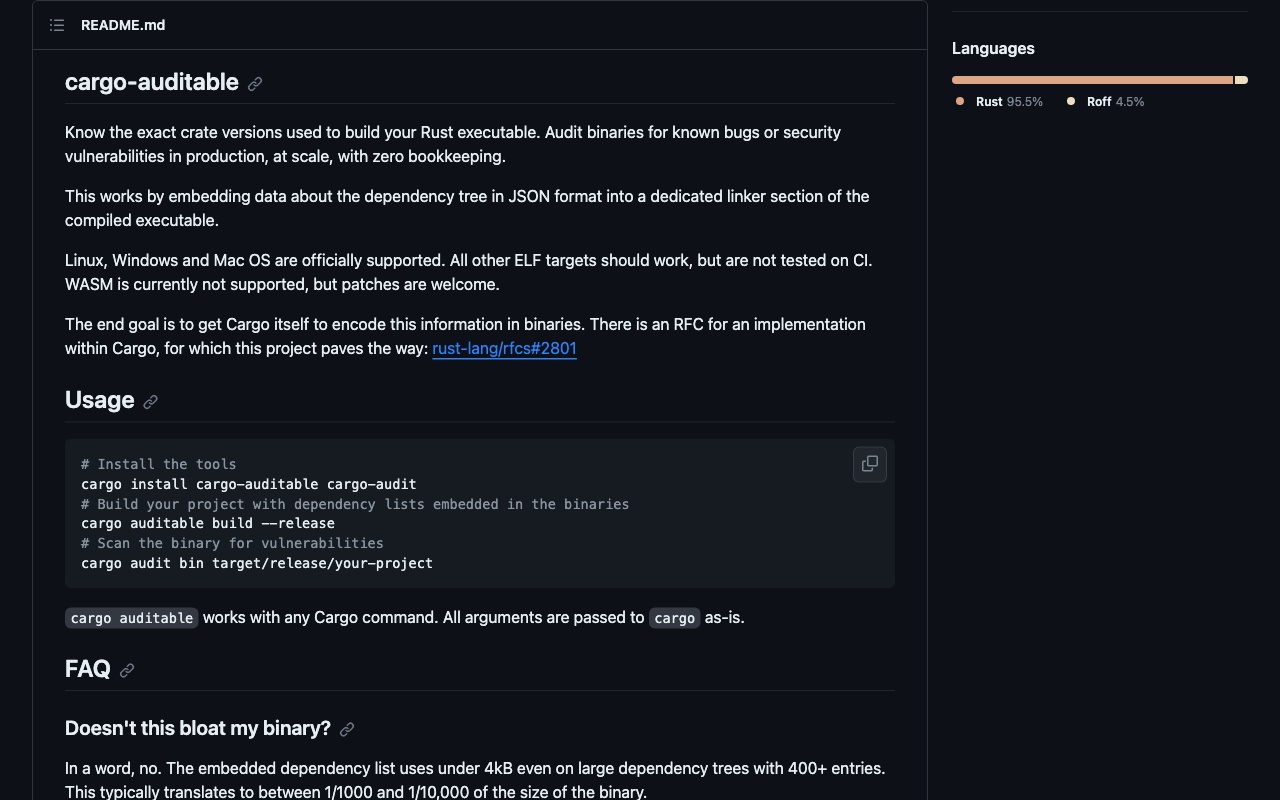 README.md
cargo-auditable
Know the exact crate versions used to build your Rust executable. Audit binaries for known bugs or security
vulnerabilities in production, at scale, with zero bookkeeping.
This works by embedding data about the dependency tree in JSON format into a dedicated linker section of the
compiled executable.
Linux, Windows and Mac OS are officially supported. All other ELF targets should work, but are not tested on CI.
WASM is currently not supported, but patches are welcome.
The end goal is to get Cargo itself to encode this information in binaries. There is an RFC for an implementation
within Cargo, for which this project paves the way: rust-lang/rfcs#2801
Usage
# Install the tools
cargo install cargo-auditable cargo-audit
# Build your project with dependency lists embedded in the binaries
cargo auditable build --release
# Scan the binary for vulnerabilities
cargo audit bin target/release/your-project
cargo auditable works with any Cargo command. All arguments are passed to cargo as-is.
FAQ
Doesn't this bloat my binary?
In a word, no. The embedded dependency list uses under 4kB even on large dependency trees with 400+ entries.
This typically translates to between 1/1000 and 1/10,000 of the size of the binary.
Languages
Rust 95.5% Roff 4.5%